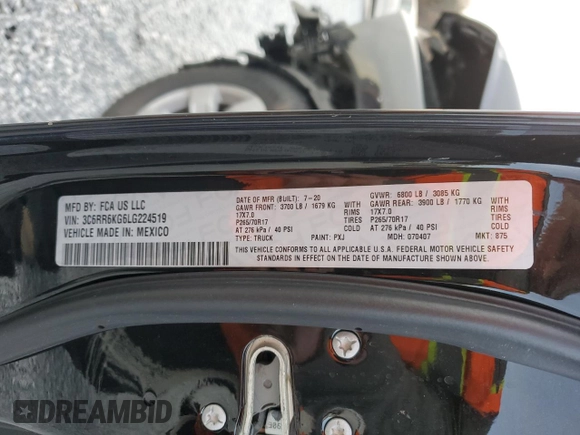 MFD BY: FCA US LLC
VIN: 3C6RR6KG6LG224519
VEHICLE MADE IN: MEXICO
DATE OF MFR (BUILT): 7-20
GVWR: 6800 LB / 3085 KG
GAWR FRONT: 3700 LB / 1679 KG WITH
GAWR REAR: 3900 LB / 1770 KG WITH
17X7.0 RIMS
17X7.0 RIMS
P265/70R17 TIRES
P265/70R17 TIRES
AT 276 kPa / 40 PSI COLD
AT 276 kPa / 40 PSI COLD
TYPE: TRUCK PAINT: PXJ MDH: 070407 MKT: 875
THIS VEHICLE CONFORMS TO ALL APPLICABLE U.S.A. FEDERAL MOTOR VEHICLE SAFETY
STANDARDS IN EFFECT ON THE DATE OF MANUFACTURE SHOWN ABOVE.
DREAMBID